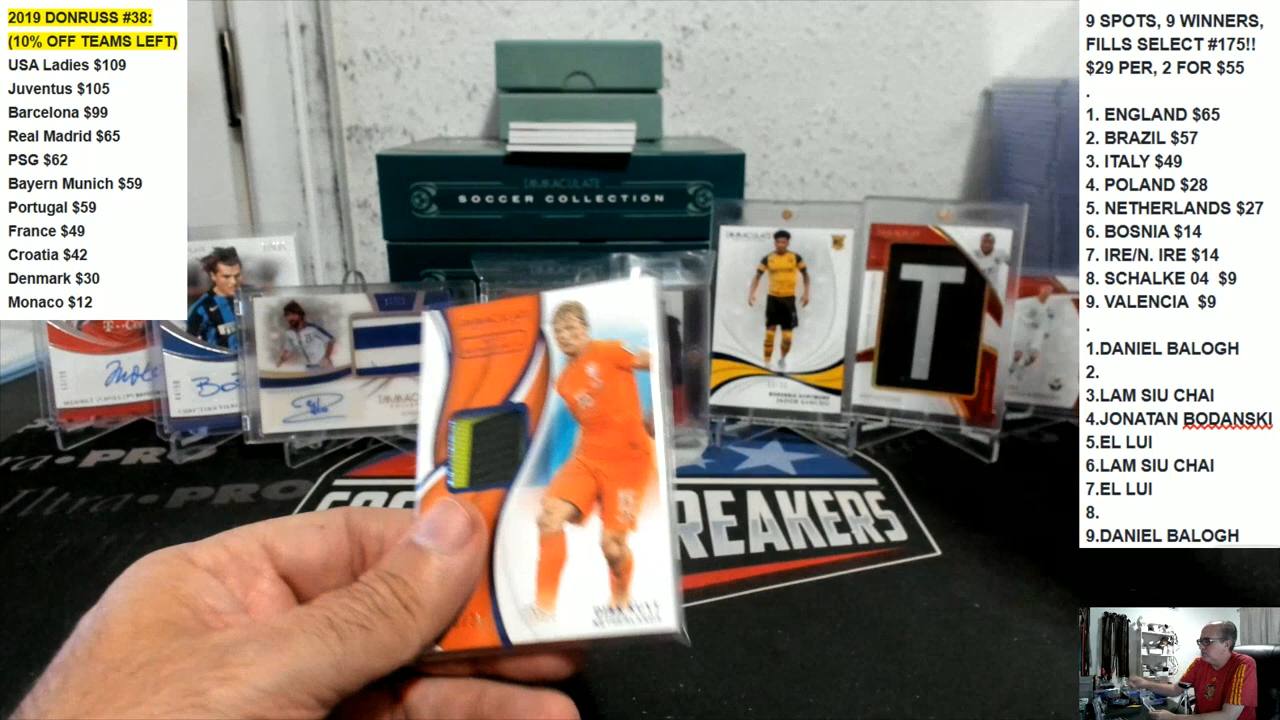 2019 DONRUSS #38:
(10% OFF TEAMS LEFT)
USA Ladies $109
Juventus $105
Barcelona $99
Real Madrid $65
PSG $62
Bayern Munich $59
Portugal $59
France $49
Croatia $42
Denmark $30
Monaco $12
9 SPOTS, 9 WINNERS,
FILLS SELECT #175!!
$29 PER, 2 FOR $55
.
1. ENGLAND $65
2. BRAZIL $57
3. ITALY $49
4. POLAND $28
5. NETHERLANDS $27
6. BOSNIA $14
7. IRE/N. IRE $14
8. SCHALKE 04 $9
9. VALENCIA $9
.
1.DANIEL BALOGH
2.
3.LAM SIU CHAI
4.JONATAN BODANSKI
5.EL LUI
6.LAM SIU CHAI
7.EL LUI
8.
9.DANIEL BALOGH
IMMACULATE
SOCCER COLLECTION
IMMACULATE
T
JADON SANCHO
NETHERLANDS
Ultra PRO
REAKERS